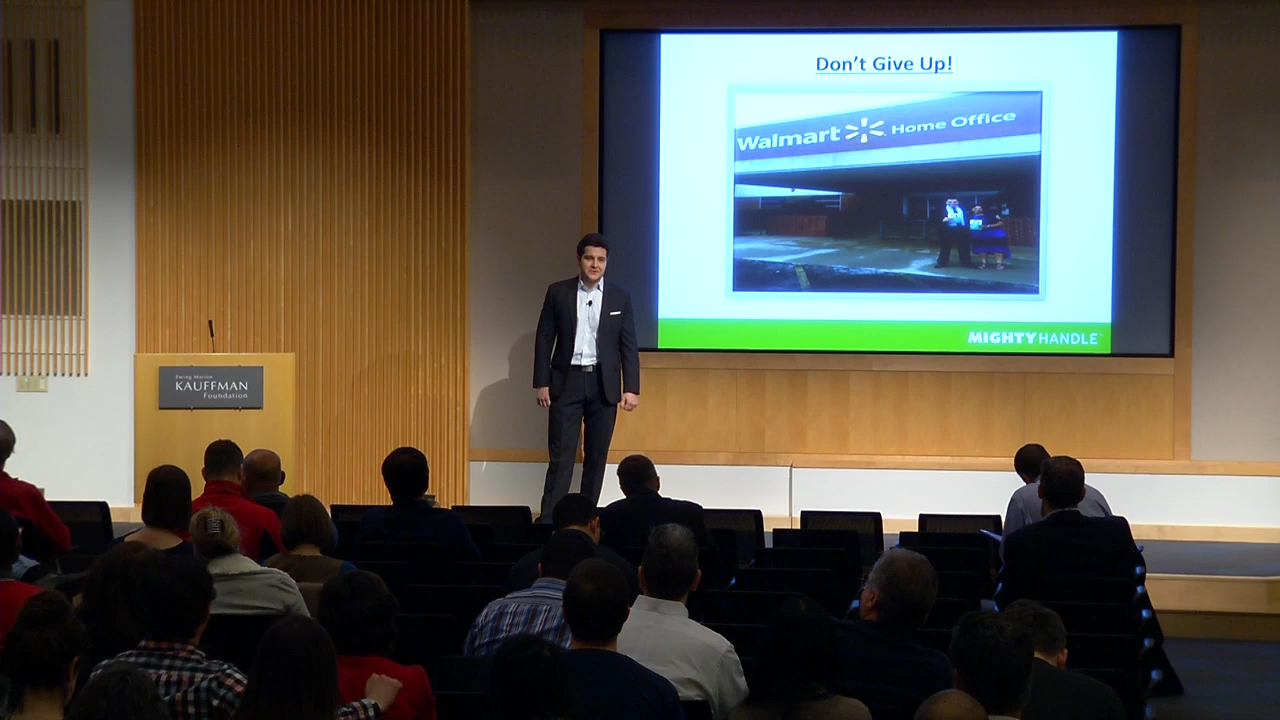 Don't Give Up!
Walmart Home Office
MIGHTYHANDLE
Ewing Marion
KAUFFMAN
Foundation